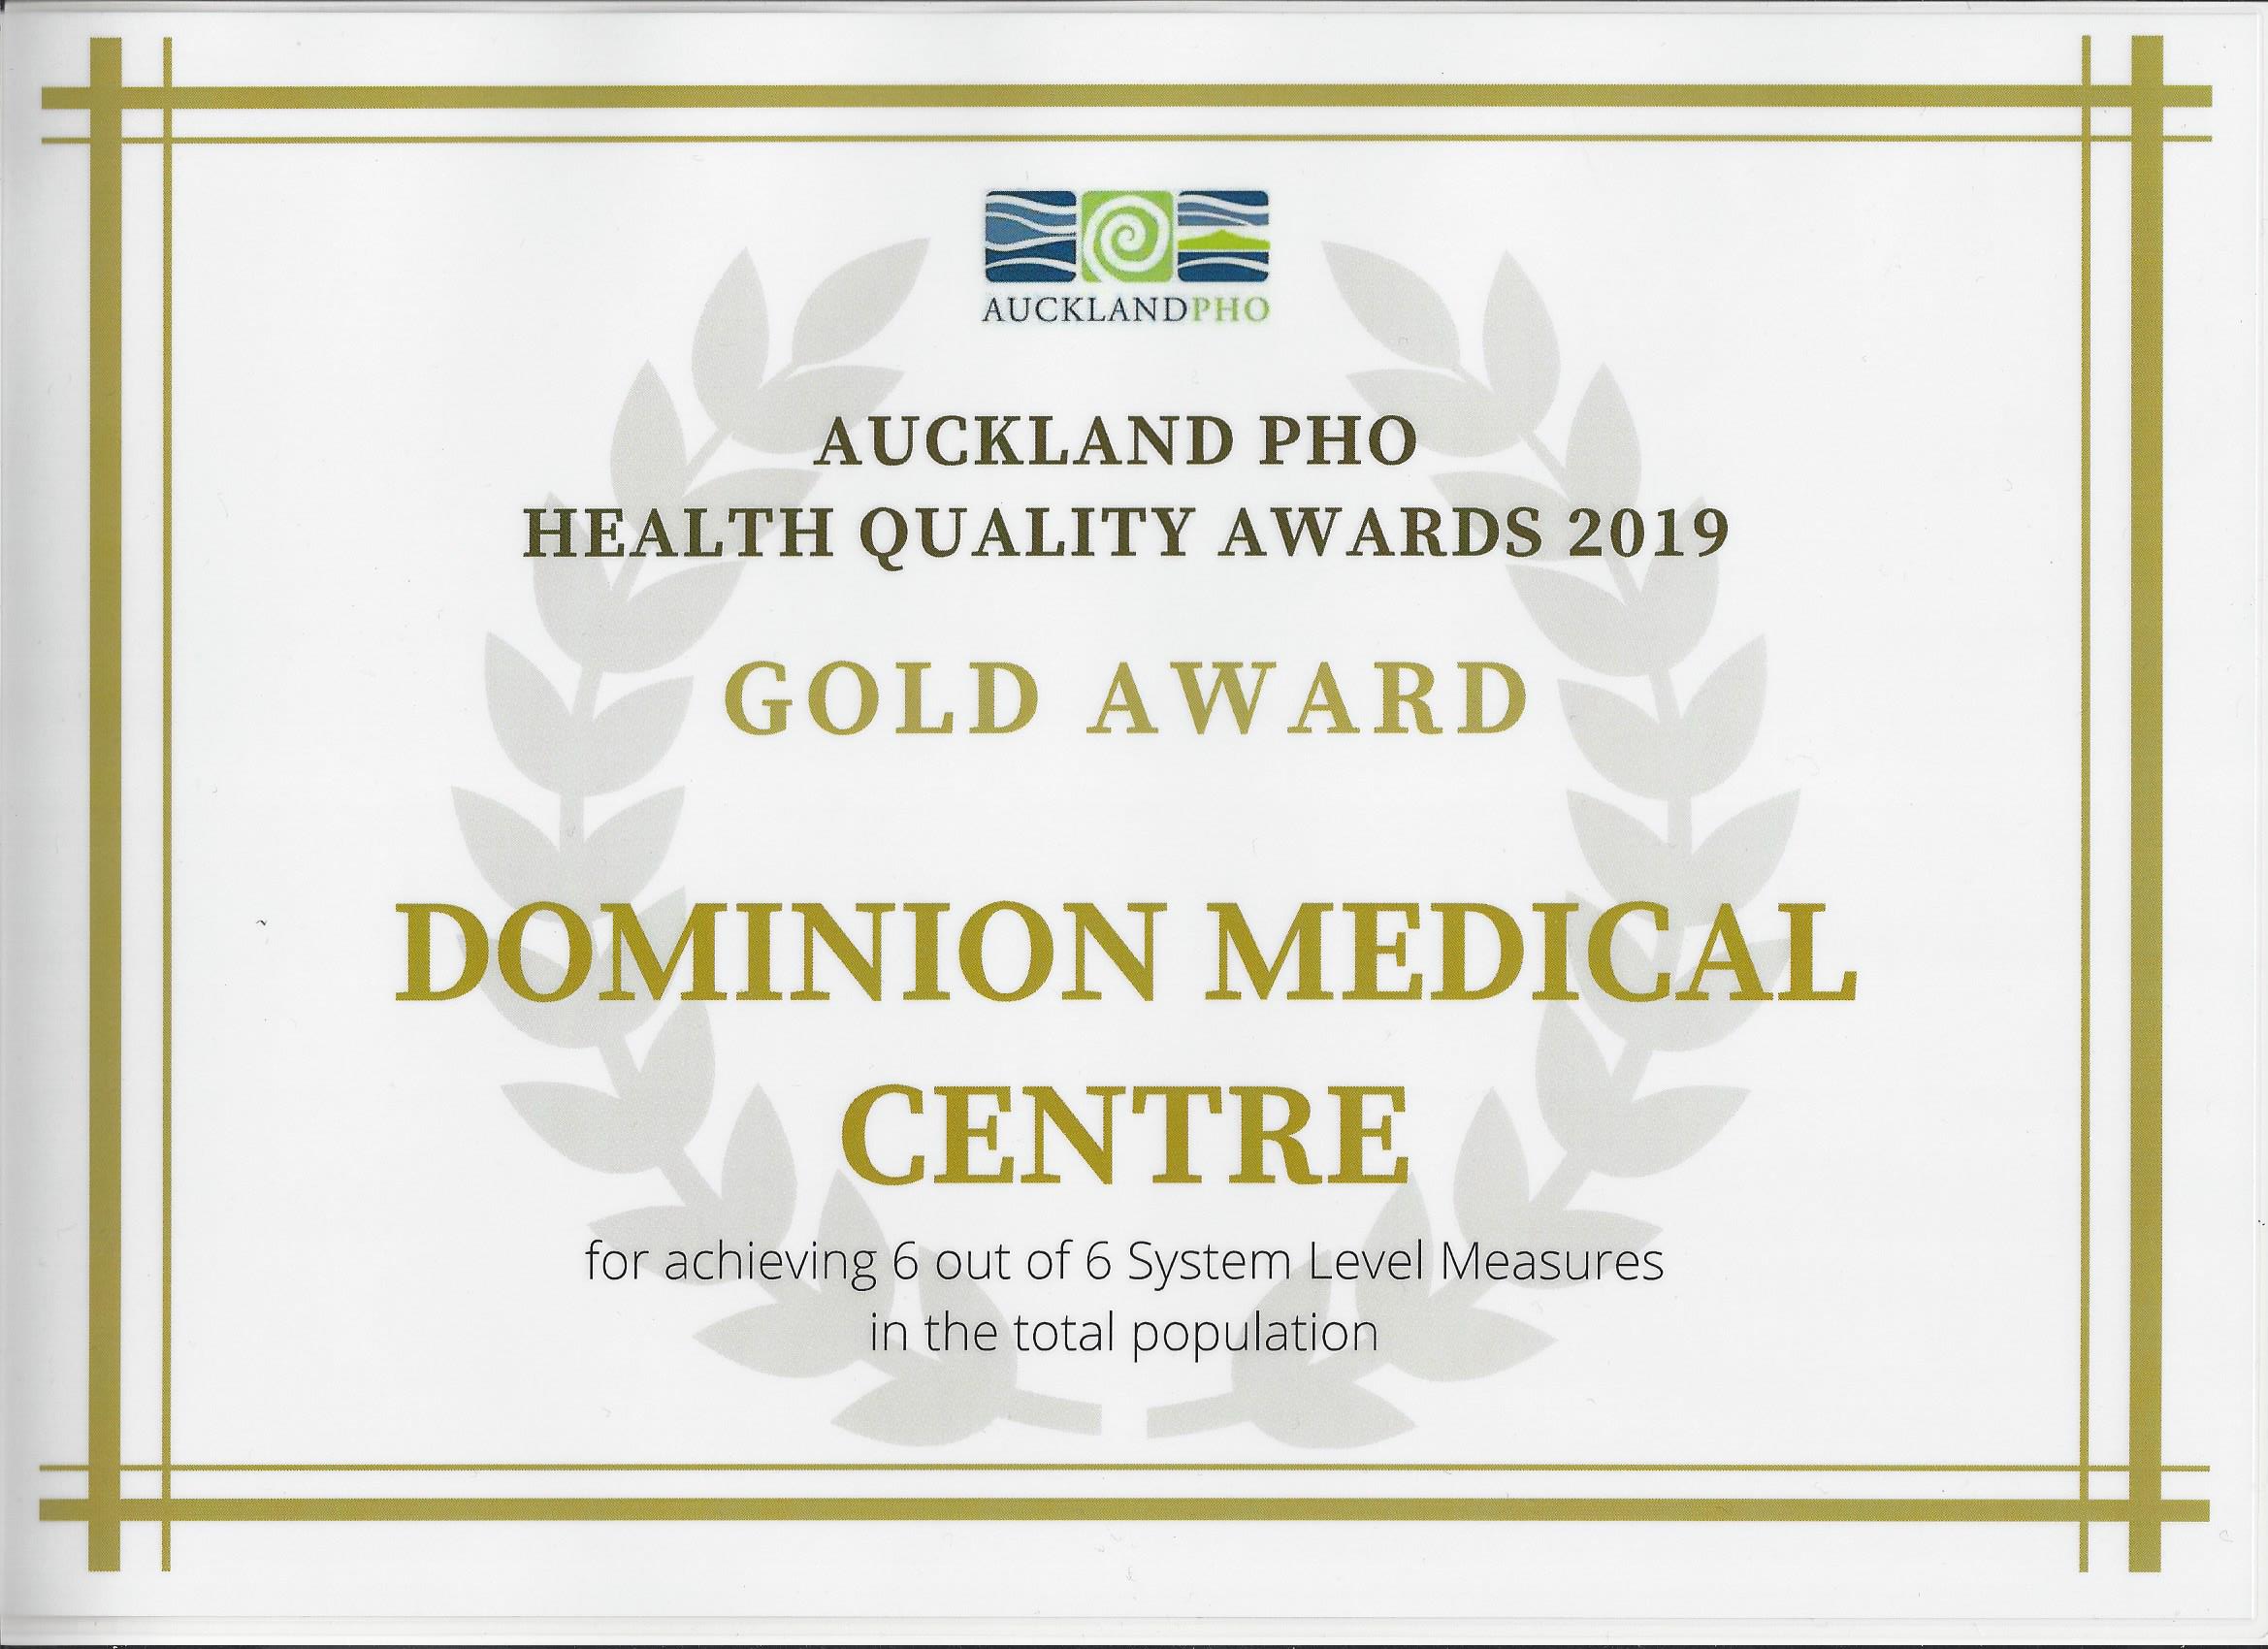 AUCKLANDPHO
AUCKLAND PHO
HEALTH QUALITY AWARDS 2019
GOLD AWARD
DOMINION MEDICAL
CENTRE
for achieving 6 out of 6 System Level Measures
in the total population